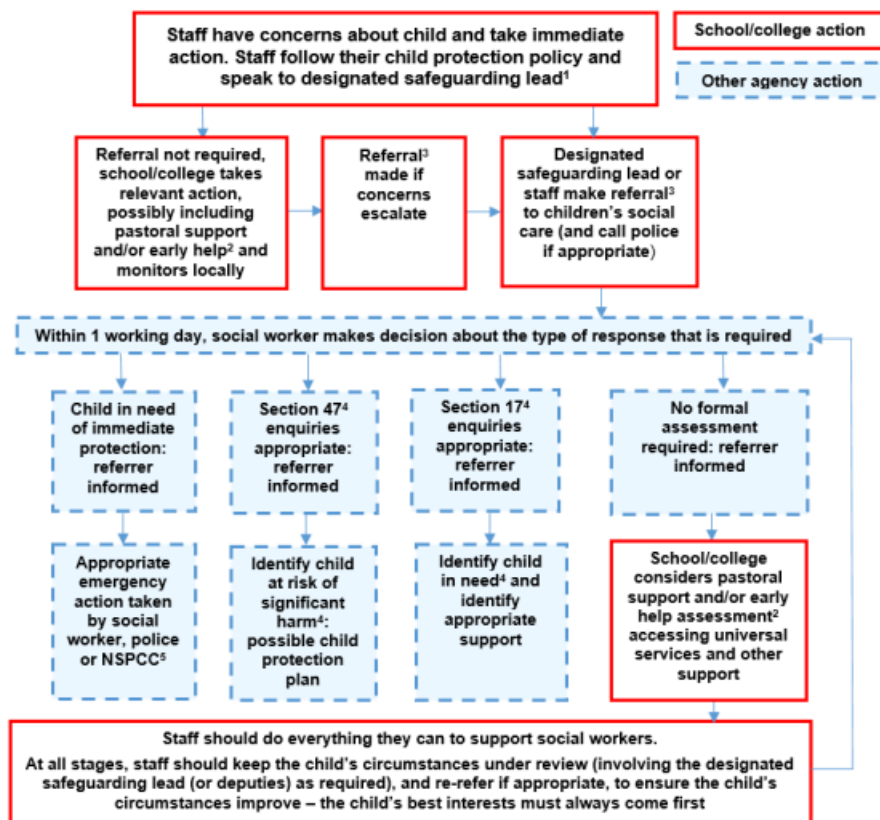 Staff have concerns about child and take immediate
action. Staff follow their child protection policy and
speak to designated safeguarding lead¹
School/college action
Other agency action
Referral not required,
school/college takes
relevant action,
possibly including
pastoral support
and/or early help² and
monitors locally
Referral³
made if
concerns
escalate
Designated
safeguarding lead or
staff make referral³
to children’s social
care (and call police
if appropriate)
Within 1 working day, social worker makes decision about the type of response that is required
Child in need
of immediate
protection:
referrer
informed
Section 47⁴
enquiries
appropriate:
referrer
informed
Section 17⁴
enquiries
appropriate:
referrer
informed
No formal
assessment
required: referrer
informed
Appropriate
emergency
action taken
by social
worker, police
or NSPCC⁵
Identify child
at risk of
significant
harm⁴:
possible child
protection
plan
Identify child
in need⁴ and
identify
appropriate
support
School/college
considers pastoral
support and/or early
help assessment²
accessing universal
services and other
support
Staff should do everything they can to support social workers.
At all stages, staff should keep the child’s circumstances under review (involving the designated
safeguarding lead (or deputies) as required), and re-refer if appropriate, to ensure the child’s
circumstances improve – the child’s best interests must always come first